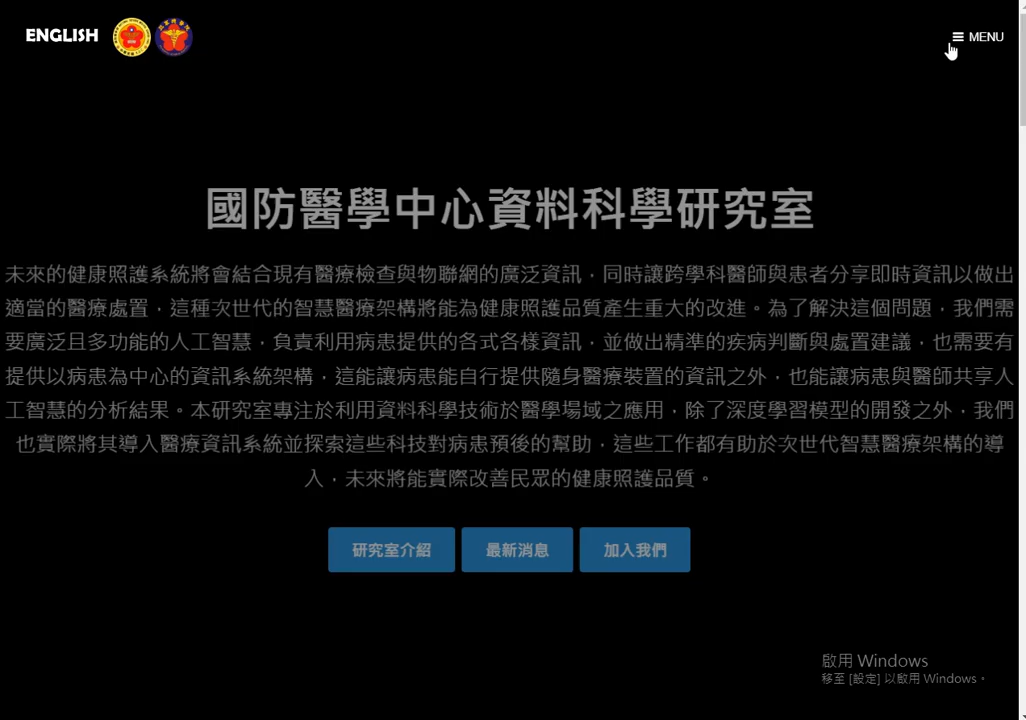 ENGLISH
MENU
國防醫學中心資料科學研究室
未來的健康照護系統將會結合現有醫療檢查與物聯網的廣泛資訊，同時讓跨學科醫師與患者分享即時資訊以做出
適當的醫療處置，這種次世代的智慧醫療架構將能為健康照護品質產生重大的改進。為了解決這個問題，我們需
要廣泛且多功能的人工智慧，負責利用病患提供的各式各樣資訊，並做出精準的疾病判斷與處置建議，也需要有
提供以病患為中心的資訊系統架構，這能讓病患能自行提供隨身醫療裝置的資訊之外，也能讓病患與醫師共享人
工智慧的分析結果。本研究室專注於利用資料科學技術於醫學場域之應用，除了深度學習模型的開發之外，我們
也實際將其導入醫療資訊系統並探索這些科技對病患預後的幫助，這些工作都有助於次世代智慧醫療架構的導
入，未來將能實際改善民眾的健康照護品質。
研究室介紹
最新消息
加入我們
啟用 Windows
移至 [設定] 以啟用 Windows。